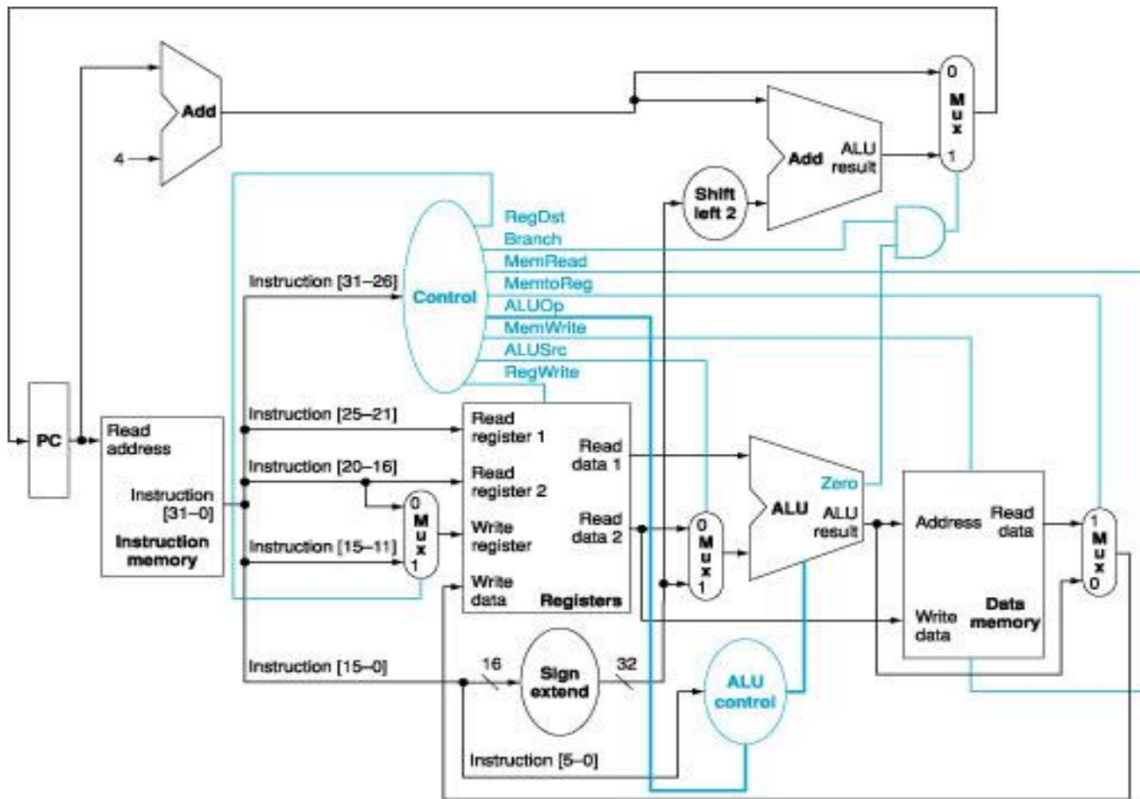 Add
4
Add
ALU
result
0
M
u
x
1
Shift
left 2
RegDst
Branch
MemRead
MemtoReg
ALUOp
MemWrite
ALUSrc
RegWrite
Control
Instruction [31–26]
PC
Read
address
Instruction
[31–0]
Instruction
memory
Instruction [25–21]
Instruction [20–16]
Instruction [15–11]
0
M
u
x
1
Read
register 1
Read
register 2
Write
register
Write
data
Read
data 1
Read
data 2
Registers
0
M
u
x
1
Zero
ALU
ALU
result
Address
Read
data
Write
data
Data
memory
1
M
u
x
0
Instruction [15–0]
16
Sign
extend
32
ALU
control
Instruction [5–0]